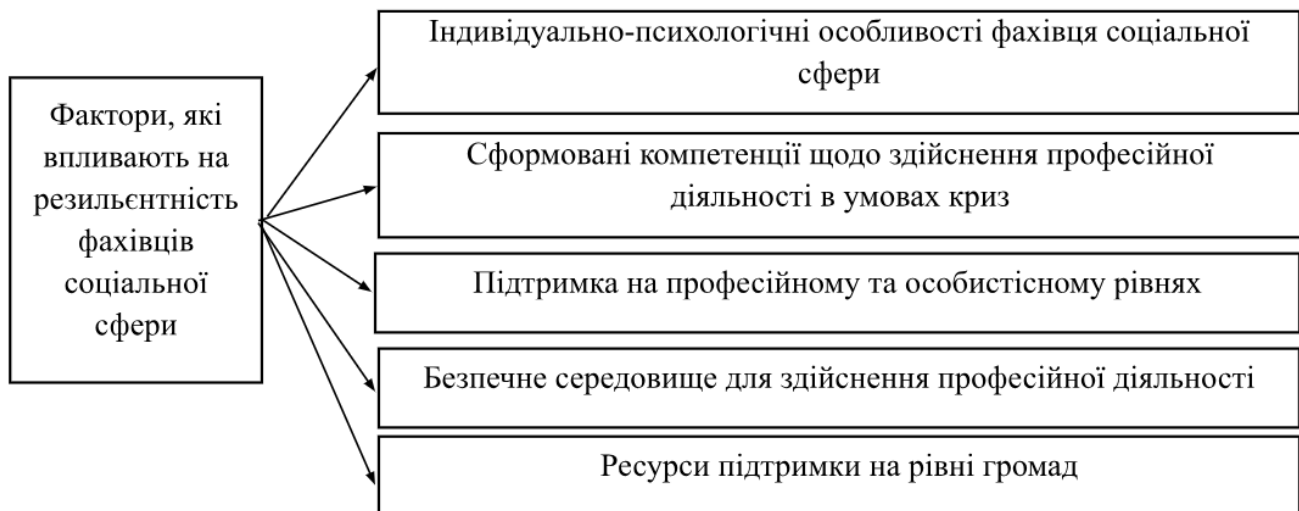 Фактори, які
впливають на
резильєнтність
фахівців
соціальної
сфери
Індивідуально-психологічні особливості фахівця соціальної
сфери
Сформовані компетенції щодо здійснення професійної
діяльності в умовах криз
Підтримка на професійному та особистісному рівнях
Безпечне середовище для здійснення професійної діяльності
Ресурси підтримки на рівні громад